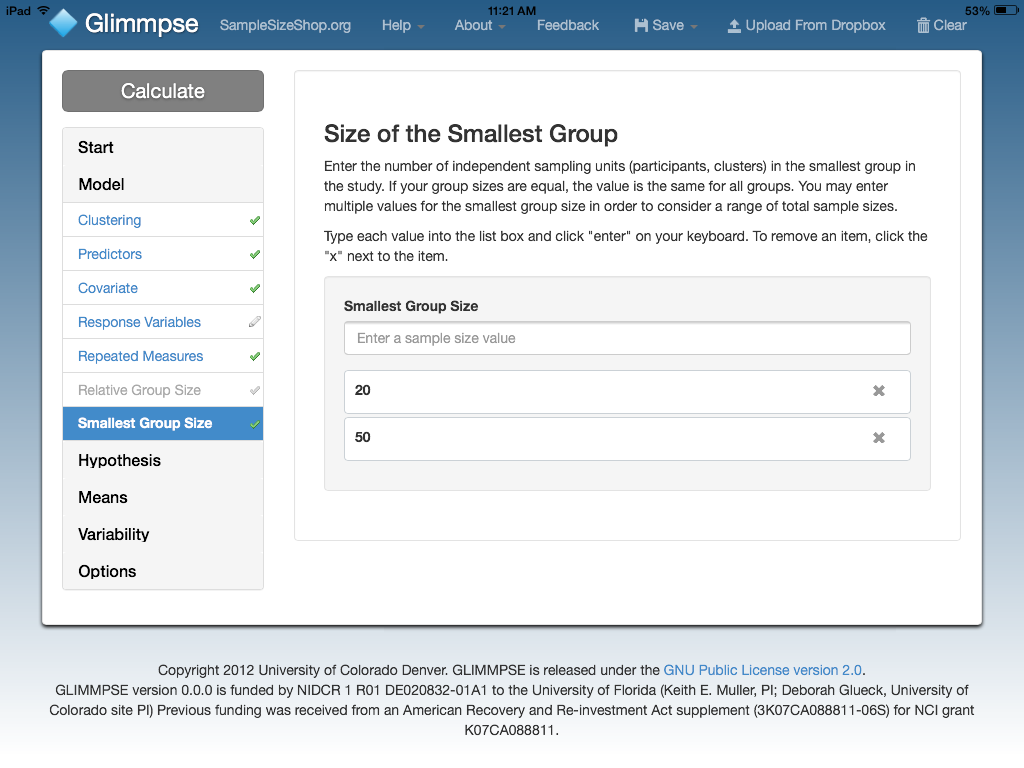 iPad 11:21 AM 53%
Glimmpse SampleSizeShop.org Help About Feedback Save Upload From Dropbox Clear
Calculate
Start
Model
Clustering
Predictors
Covariate
Response Variables
Repeated Measures
Relative Group Size
Smallest Group Size
Hypothesis
Means
Variability
Options
Size of the Smallest Group
Enter the number of independent sampling units (participants, clusters) in the smallest group in
the study. If your group sizes are equal, the value is the same for all groups. You may enter
multiple values for the smallest group size in order to consider a range of total sample sizes.
Type each value into the list box and click "enter" on your keyboard. To remove an item, click the
"x" next to the item.
Smallest Group Size
Enter a sample size value
20
50
Copyright 2012 University of Colorado Denver. GLIMMPSE is released under the GNU Public License version 2.0.
GLIMMPSE version 0.0.0 is funded by NIDCR 1 R01 DE020832-01A1 to the University of Florida (Keith E. Muller, PI; Deborah Glueck, University of
Colorado site PI) Previous funding was received from an American Recovery and Re-investment Act supplement (3K07CA088811-06S) for NCI grant
K07CA088811.